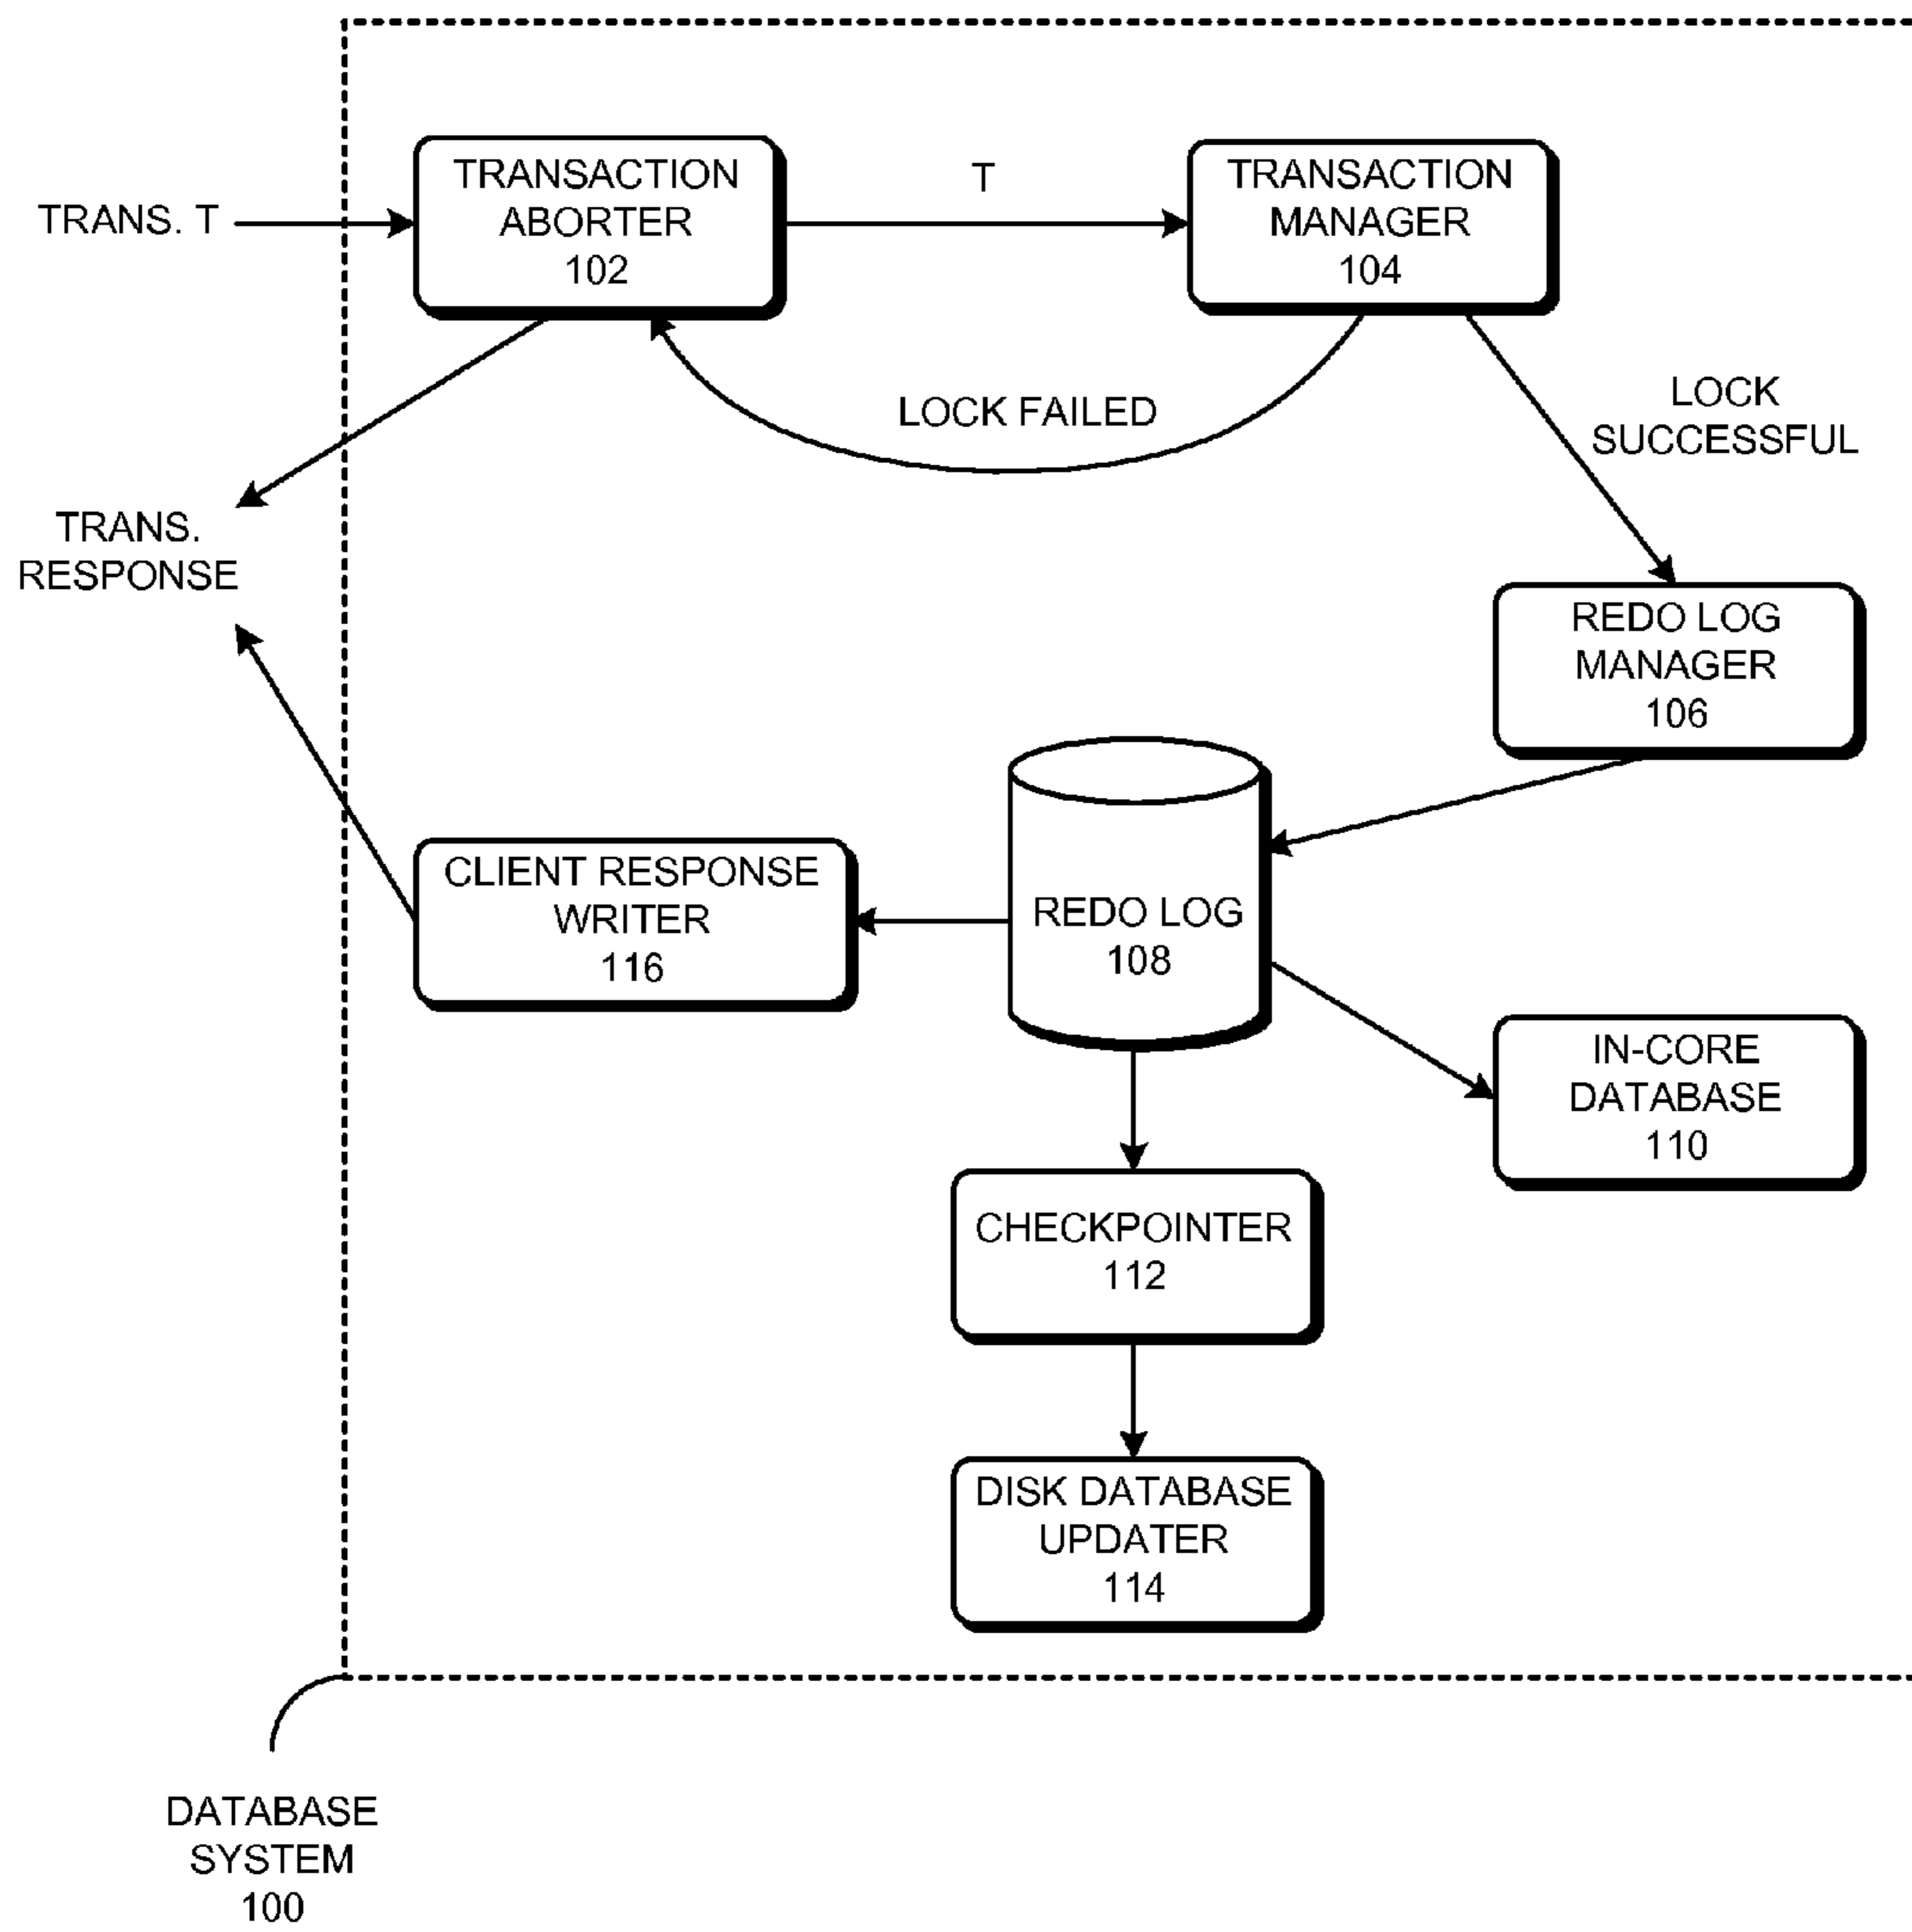 TRANS. T
TRANSACTION
ABORTER
102
T
TRANSACTION
MANAGER
104
LOCK FAILED
LOCK
SUCCESSFUL
TRANS.
RESPONSE
REDO LOG
MANAGER
106
CLIENT RESPONSE
WRITER
116
REDO LOG
108
IN-CORE
DATABASE
110
CHECKPOINTER
112
DISK DATABASE
UPDATER
114
DATABASE
SYSTEM
100